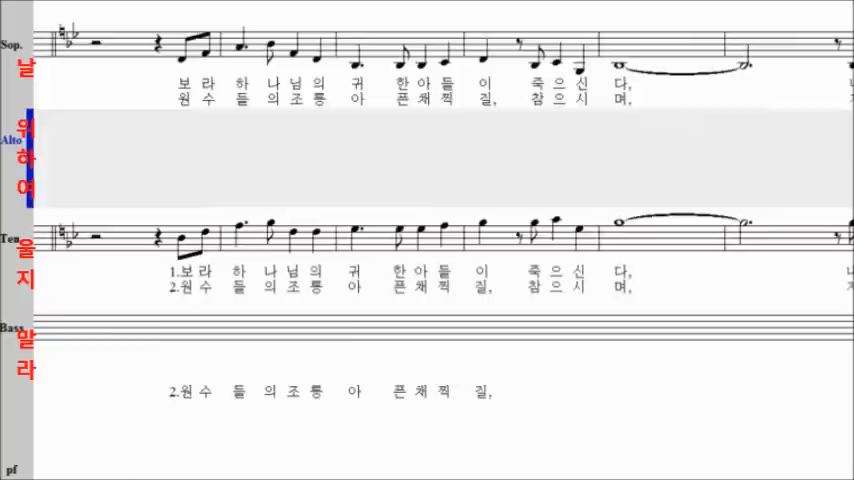 Sop.
날
보 라 하 나 님 의 귀 한 아 들 이 죽 으 신 다,
원 수 들 의 조 롱 아 픈 채 찍 질, 참 으 시 며,
Alto
위
하
여
Ten
울
지
1.보 라 하 나 님 의 귀 한 아 들 이 죽 으 신 다,
2.원 수 들 의 조 롱 아 픈 채 찍 질, 참 으 시 며,
Bass
말
라
2.원 수 들 의 조 롱 아 픈 채 찍 질,
pf